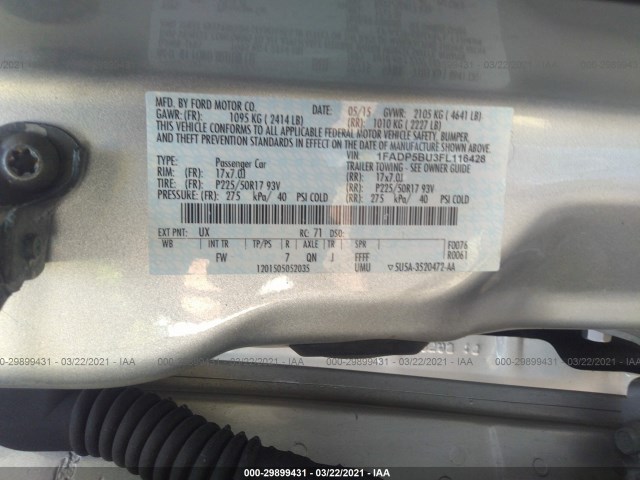 MFD. BY FORD MOTOR CO. DATE: 05/15 GVWR: 2105 KG ( 4641 LB)
GAWR: (FR): 1095 KG ( 2414 LB) (RR): 1010 KG ( 2227 LB)
THIS VEHICLE CONFORMS TO ALL APPLICABLE FEDERAL MOTOR VEHICLE SAFETY, BUMPER,
AND THEFT PREVENTION STANDARDS IN EFFECT ON THE DATE OF MANUFACTURE SHOWN ABOVE.
VIN: 1FADP5BU3FL116428
TYPE: Passenger Car TRAILER TOWING - SEE OWNER GUIDE
RIM: (FR): 17x7.0J (RR): 17x7.0J
TIRE: (FR): P225/50R17 93V (RR): P225/50R17 93V
PRESSURE: (FR): 275 kPa/ 40 PSI COLD (RR): 275 kPa/ 40 PSI COLD
EXT PNT: UX RC: 71 DSO:
WB INT TR TP/PS R AXLE TR SPR F0076
FW 7 QN J FFFF R0061
1201505052035 UMU 5USA-3520472-AA
000-29899431 - 03/22/2021 - IAA
000-29899431 - 03/22/2021 - IAA